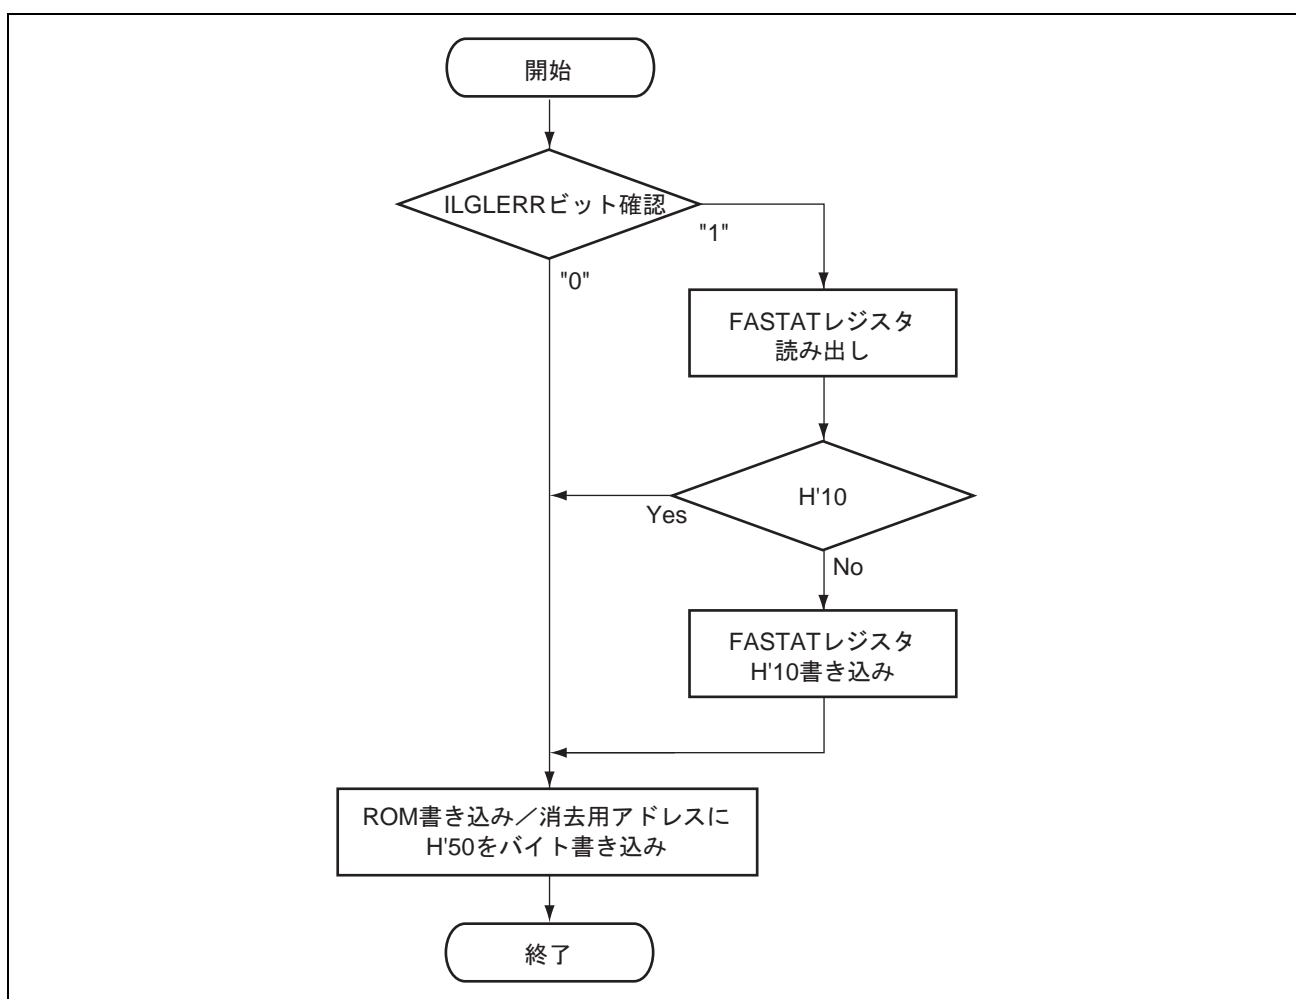 開始
ILGLERRビット確認
"1"
"0"
FASTATレジスタ
読み出し
H'10
Yes
No
FASTATレジスタ
H'10書き込み
ROM書き込み／消去用アドレスに
H'50をバイト書き込み
終了